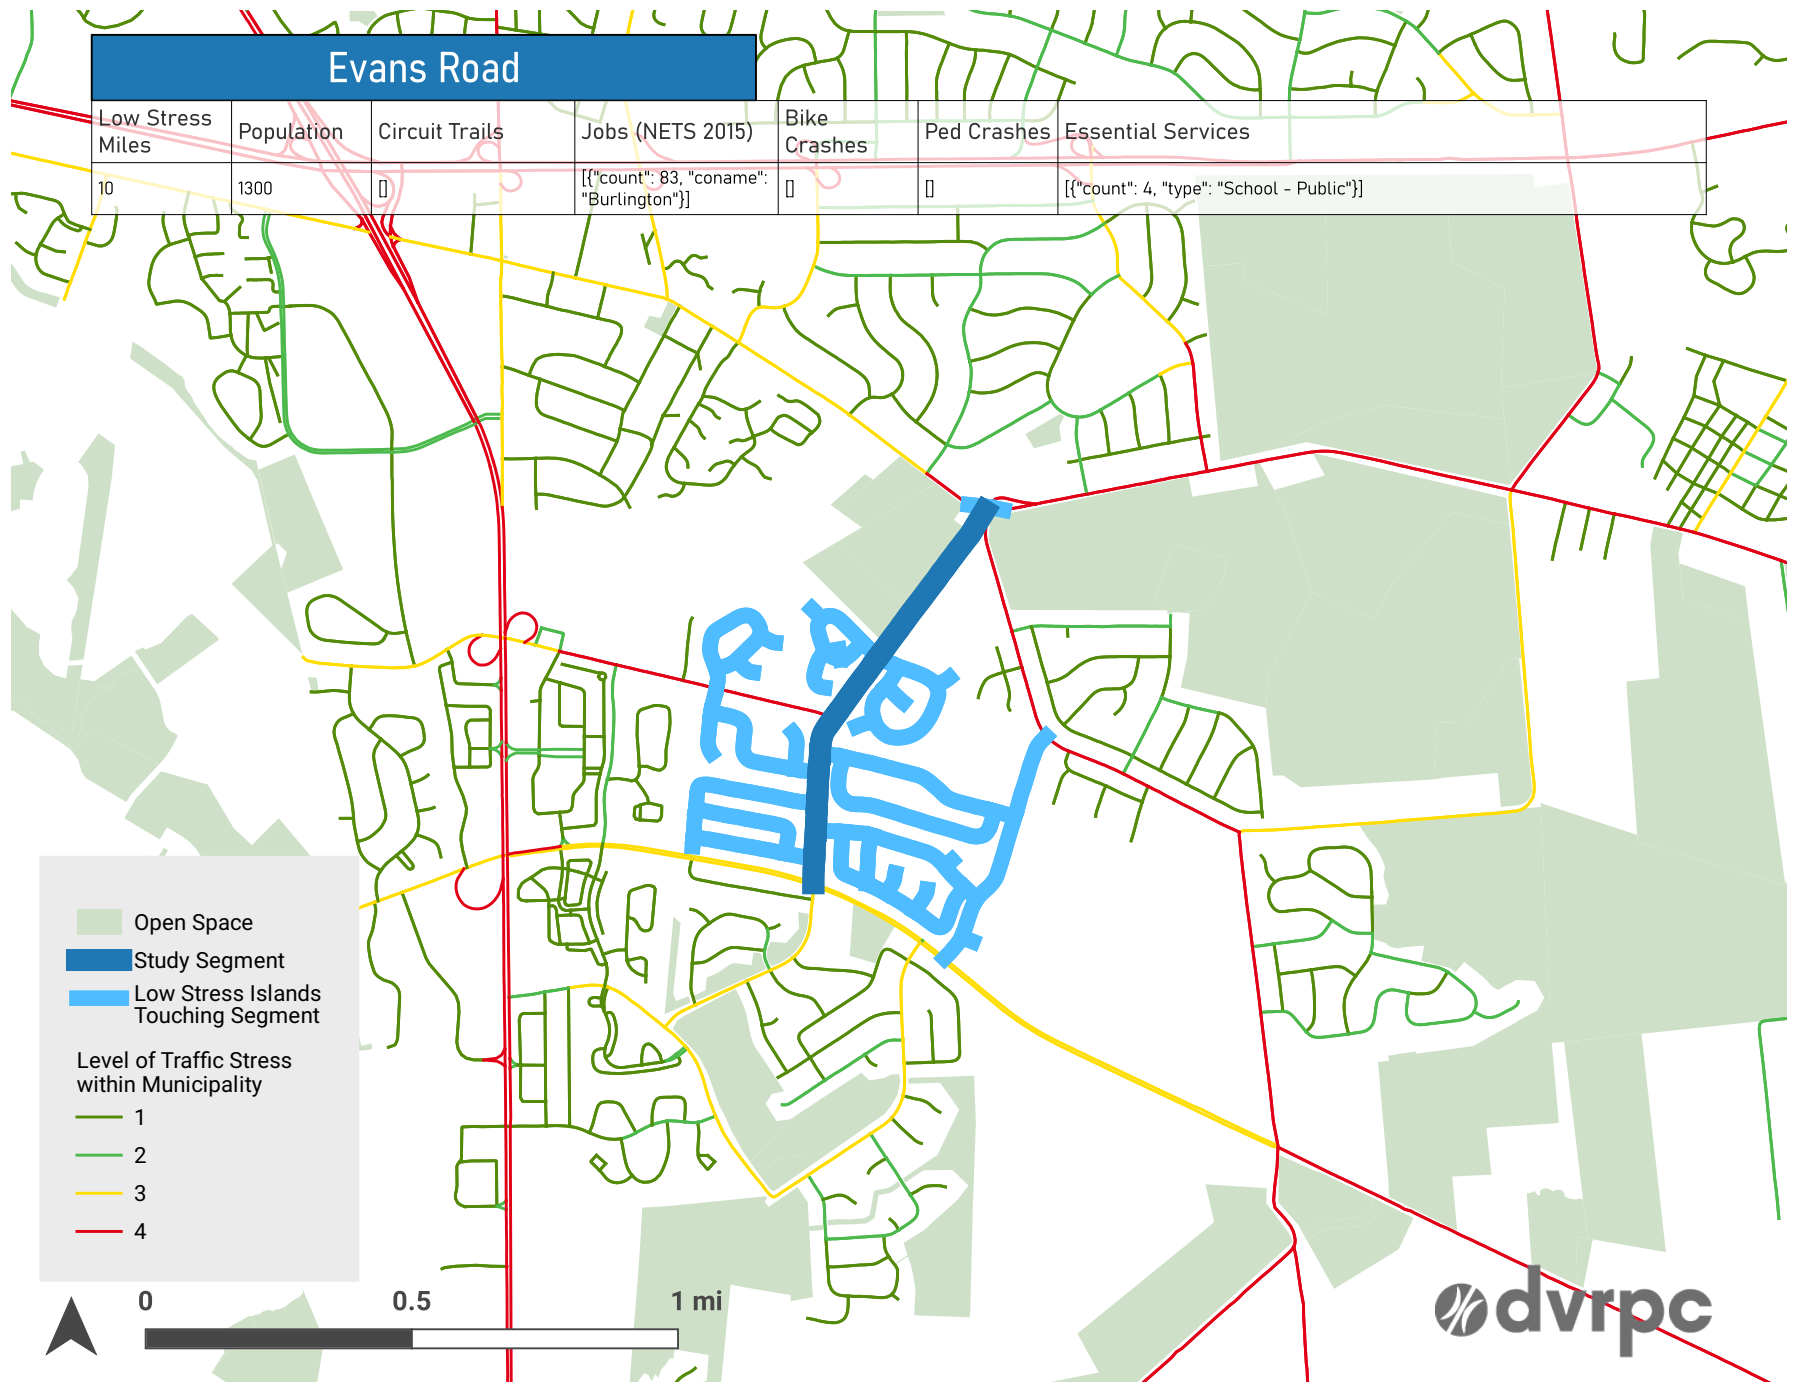 Evans Road
Low Stress
Miles
Population
Circuit Trails
Jobs (NETS 2015)
Bike
Crashes
Ped Crashes
Essential Services
10
1300
[]
[{"count": 83, "coname":
"Burlington"}]
[]
[]
[{"count": 4, "type": "School - Public"}]
Open Space
Study Segment
Low Stress Islands
Touching Segment
Level of Traffic Stress
within Municipality
1
2
3
4
0 0.5 1 mi
dvrpc